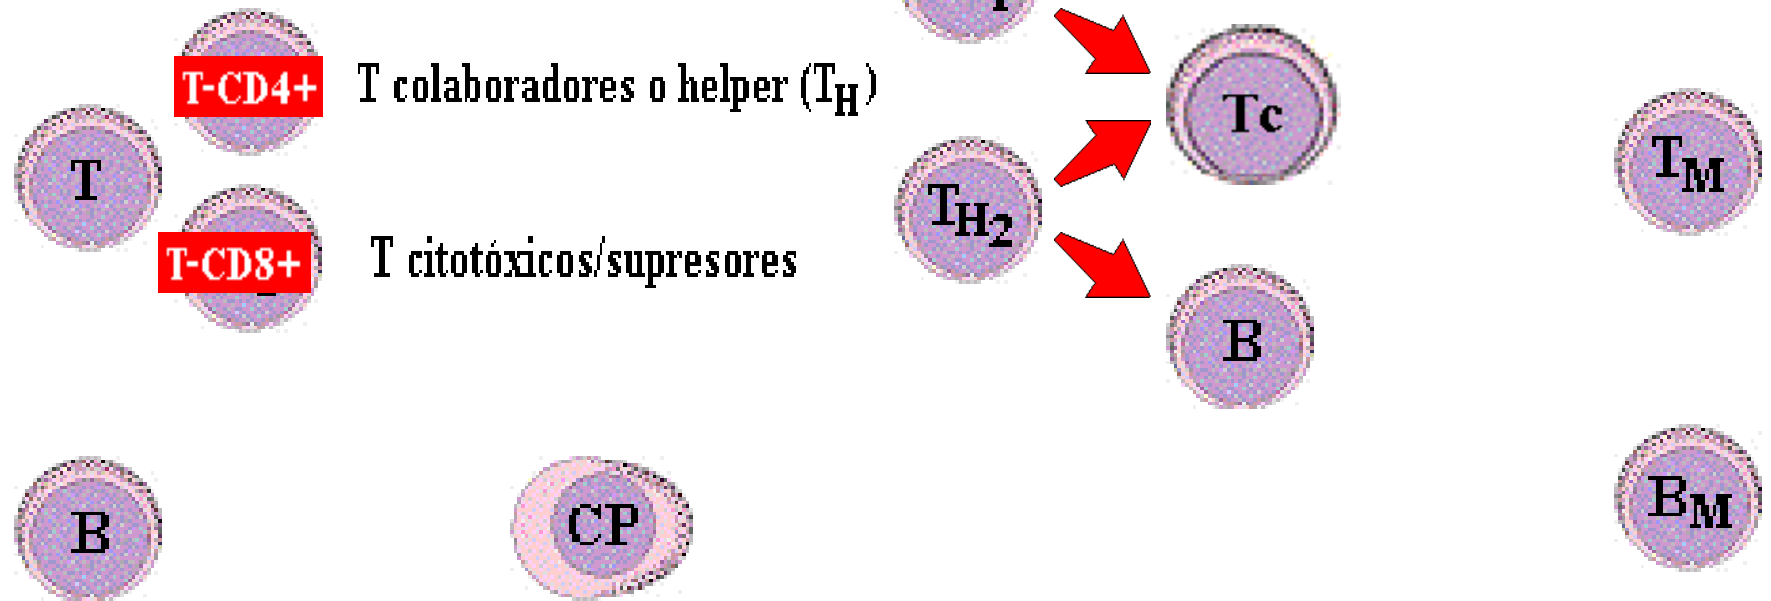 T-CD4+ T colaboradores o helper (TH)
Tc
T
TH2
TM
T-CD8+ T citotóxicos/supresores
B
B
CP
BM